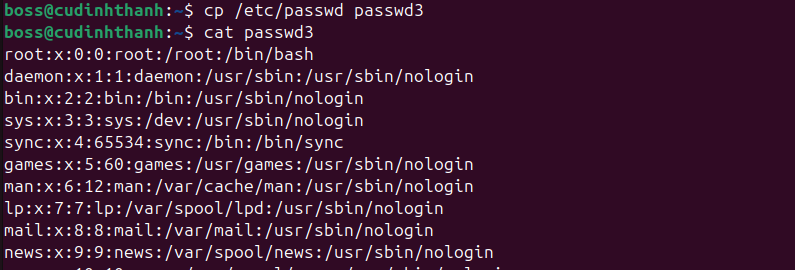 boss@cudinhthanh:~$ cp /etc/passwd passwd3
boss@cudinhthanh:~$ cat passwd3
root:x:0:0:root:/root:/bin/bash
daemon:x:1:1:daemon:/usr/sbin:/usr/sbin/nologin
bin:x:2:2:bin:/bin:/usr/sbin/nologin
sys:x:3:3:sys:/dev:/usr/sbin/nologin
sync:x:4:65534:sync:/bin:/bin/sync
games:x:5:60:games:/usr/games:/usr/sbin/nologin
man:x:6:12:man:/var/cache/man:/usr/sbin/nologin
lp:x:7:7:lp:/var/spool/lpd:/usr/sbin/nologin
mail:x:8:8:mail:/var/mail:/usr/sbin/nologin
news:x:9:9:news:/var/spool/news:/usr/sbin/nologin